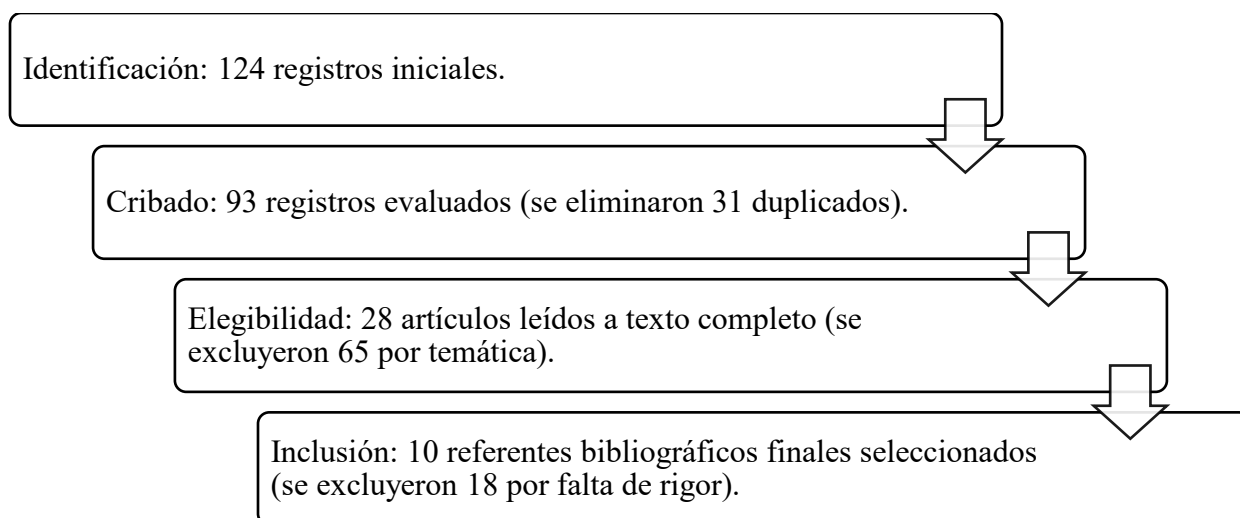 Identificación: 124 registros iniciales.
Cribado: 93 registros evaluados (se eliminaron 31 duplicados).
Elegibilidad: 28 artículos leídos a texto completo (se
excluyeron 65 por temática).
Inclusión: 10 referentes bibliográficos finales seleccionados
(se excluyeron 18 por falta de rigor).